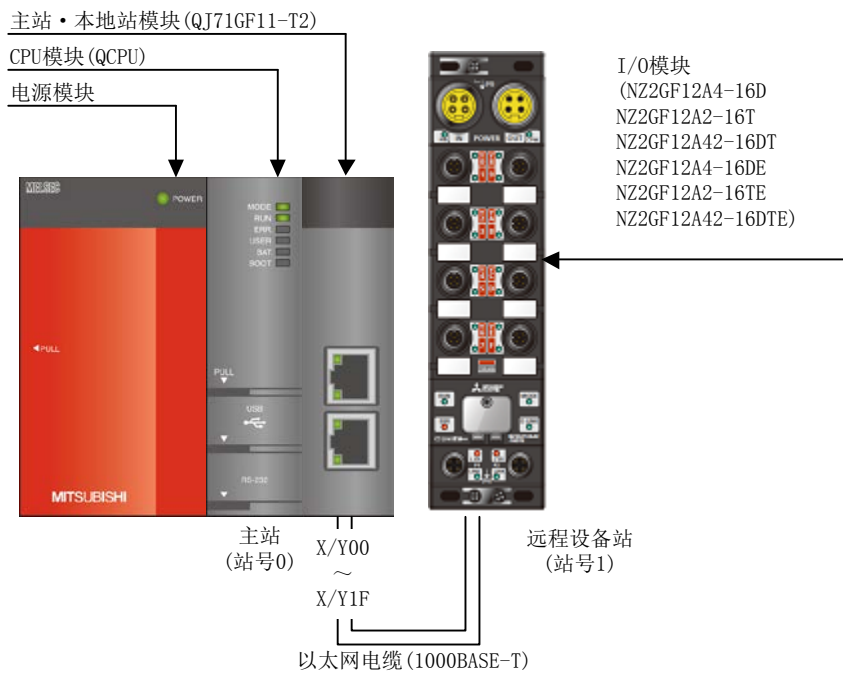 主站·本地站模块(QJ71GF11-T2)
CPU模块(QCPU)
电源模块
I/O模块
(NZ2GF12A4-16D
NZ2GF12A2-16T
NZ2GF12A42-16DT
NZ2GF12A4-16DE
NZ2GF12A2-16TE
NZ2GF12A42-16DTE)
MELSEC
POWER
MODE
RUN
ERR.
USER
BAT.
BOOT
PULL
PULL
USB
RS-232
MITSUBISHI
IN POWER OUT
主站
(站号0)
X/Y00
~
X/Y1F
远程设备站
(站号1)
以太网电缆(1000BASE-T)